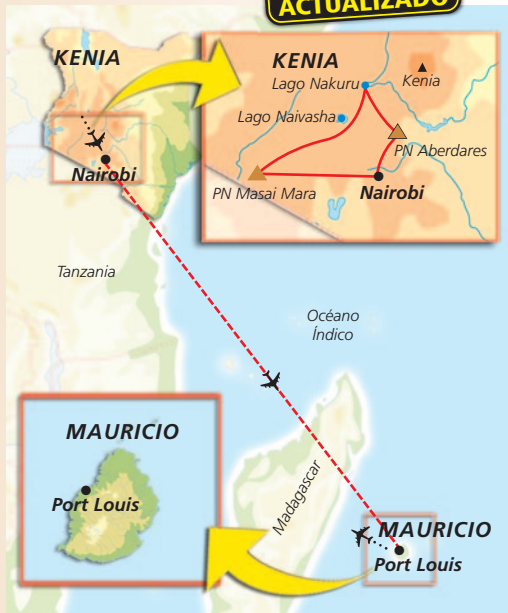 ACTUALIZADO
KENIA
Nairobi
KENIA
Lago Nakuru
Kenia
Lago Naivasha
PN Aberdares
PN Masai Mara
Nairobi
Tanzania
Océano
Índico
MAURICIO
Port Louis
Madagascar
MAURICIO
Port Louis